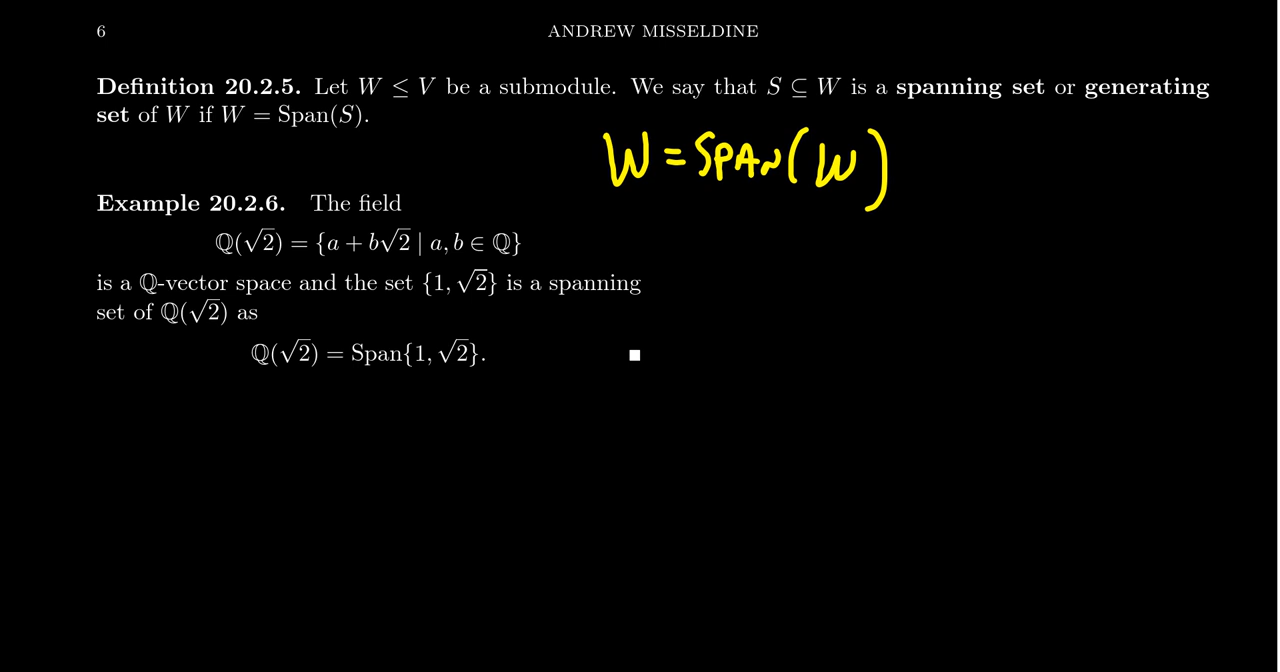 6 ANDREW MISSELDINE
Definition 20.2.5. Let W ≤ V be a submodule. We say that S ⊆ W is a spanning set or generating
set of W if W = Span(S).
W = SPAN(W)
Example 20.2.6. The field
ℚ(√2) = {a + b√2 | a, b ∈ ℚ}
is a ℚ-vector space and the set {1, √2} is a spanning
set of ℚ(√2) as
ℚ(√2) = Span{1, √2}. ■